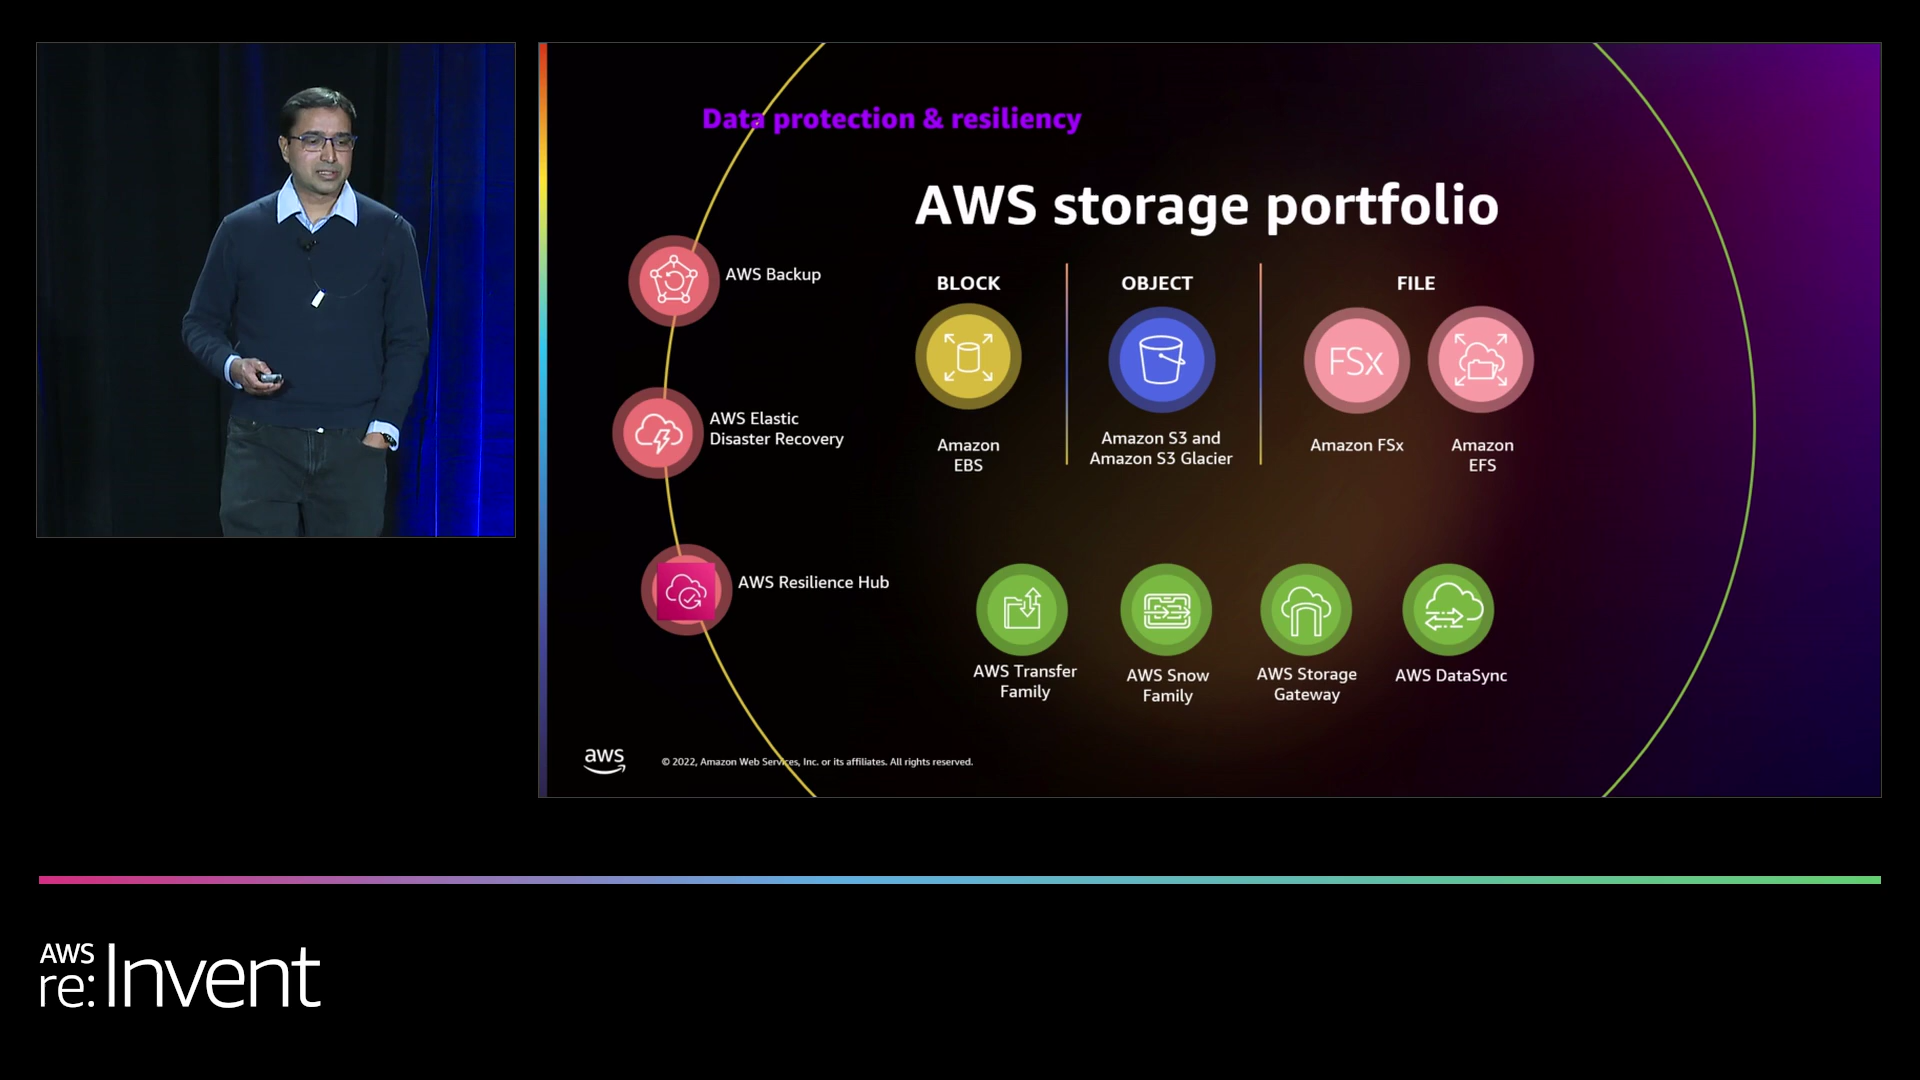 Data protection & resiliency
AWS storage portfolio
AWS Backup
AWS Elastic
Disaster Recovery
AWS Resilience Hub
BLOCK
OBJECT
FILE
FSx
Amazon
EBS
Amazon S3 and
Amazon S3 Glacier
Amazon FSx
Amazon
EFS
AWS Transfer
Family
AWS Snow
Family
AWS Storage
Gateway
AWS DataSync
aws
© 2022, Amazon Web Services, Inc. or its affiliates. All rights reserved.
AWS
re:Invent